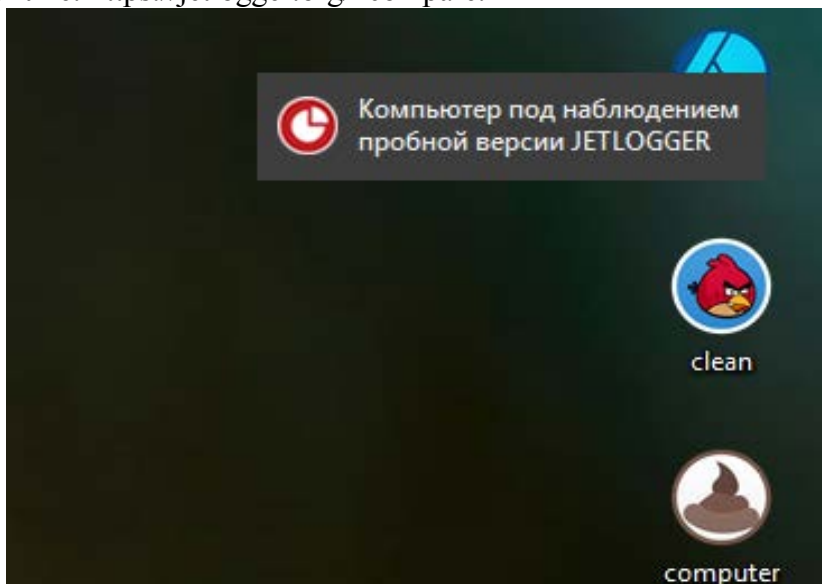 Компьютер под наблюдением
пробной версии JETLOGGER
clean
computer